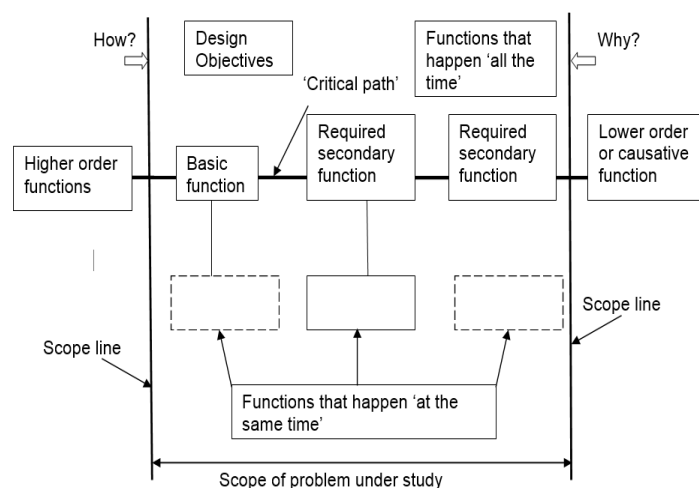 How?
Design
Objectives
Functions that
happen ‘all the
time’
Why?
‘Critical path’
Higher order
functions
Basic
function
Required
secondary
function
Required
secondary
function
Lower order
or causative
function
Scope line
Scope line
Functions that happen ‘at the
same time’
Scope of problem under study